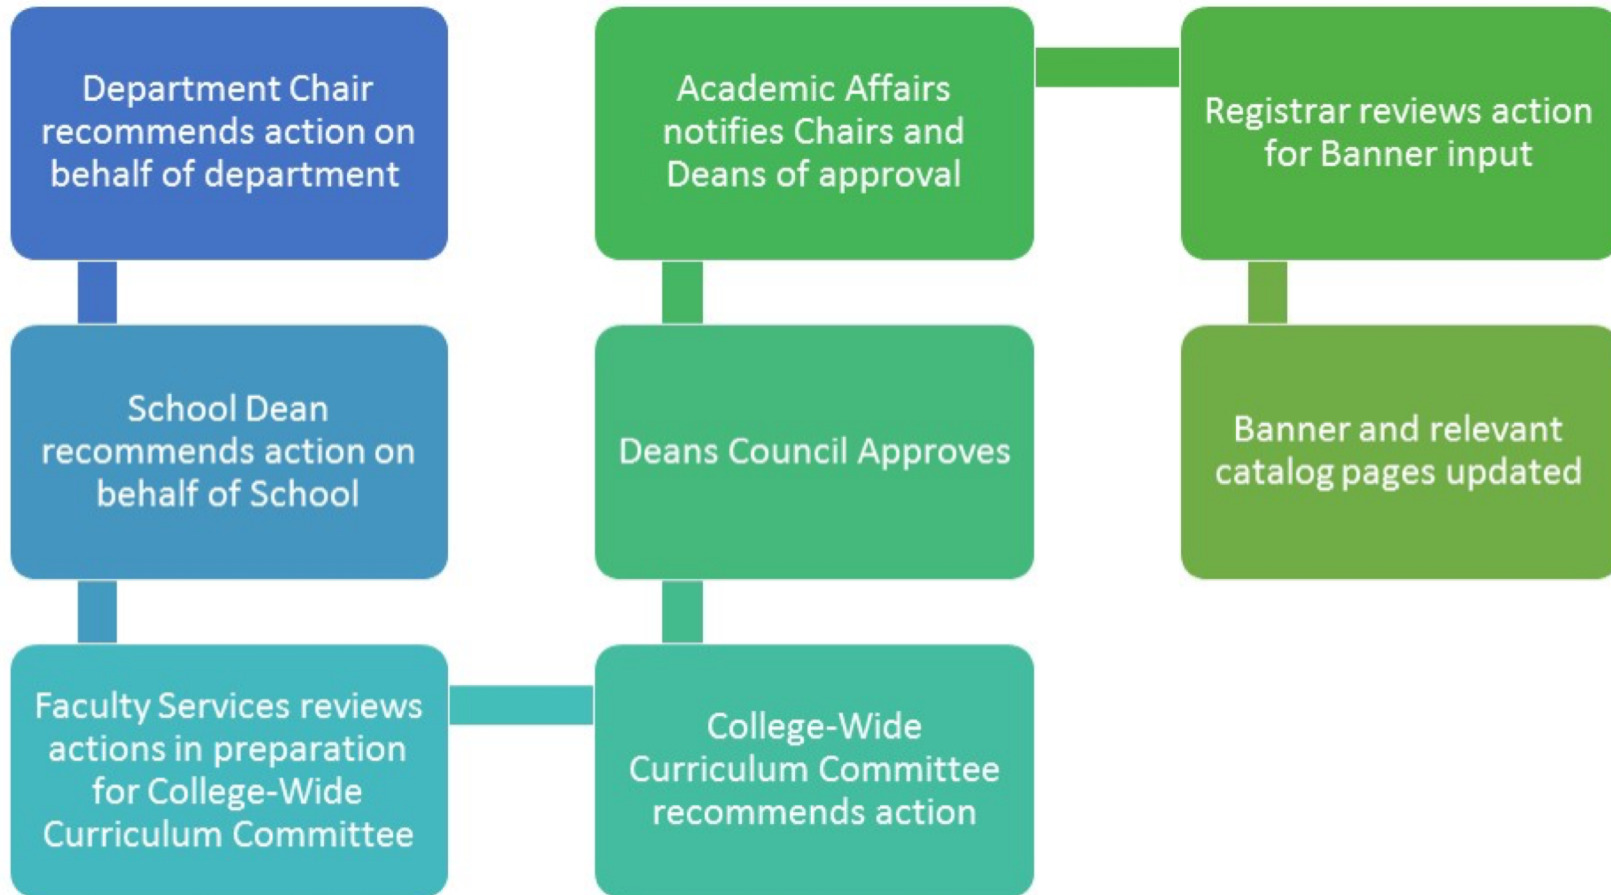 Department Chair
recommends action on
behalf of department
School Dean
recommends action on
behalf of School
Faculty Services reviews
actions in preparation
for College-Wide
Curriculum Committee
College-Wide
Curriculum Committee
recommends action
Deans Council Approves
Academic Affairs
notifies Chairs and
Deans of approval
Registrar reviews action
for Banner input
Banner and relevant
catalog pages updated